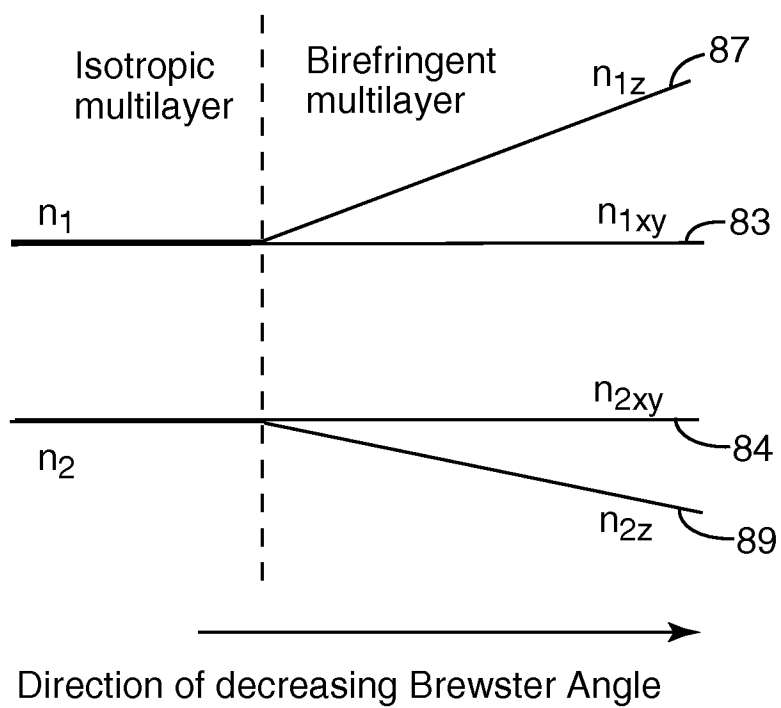 Isotropic
multilayer
Birefringent
multilayer
n1z
87
n1
n1xy
83
n2xy
84
n2
n2z
89
Direction of decreasing Brewster Angle